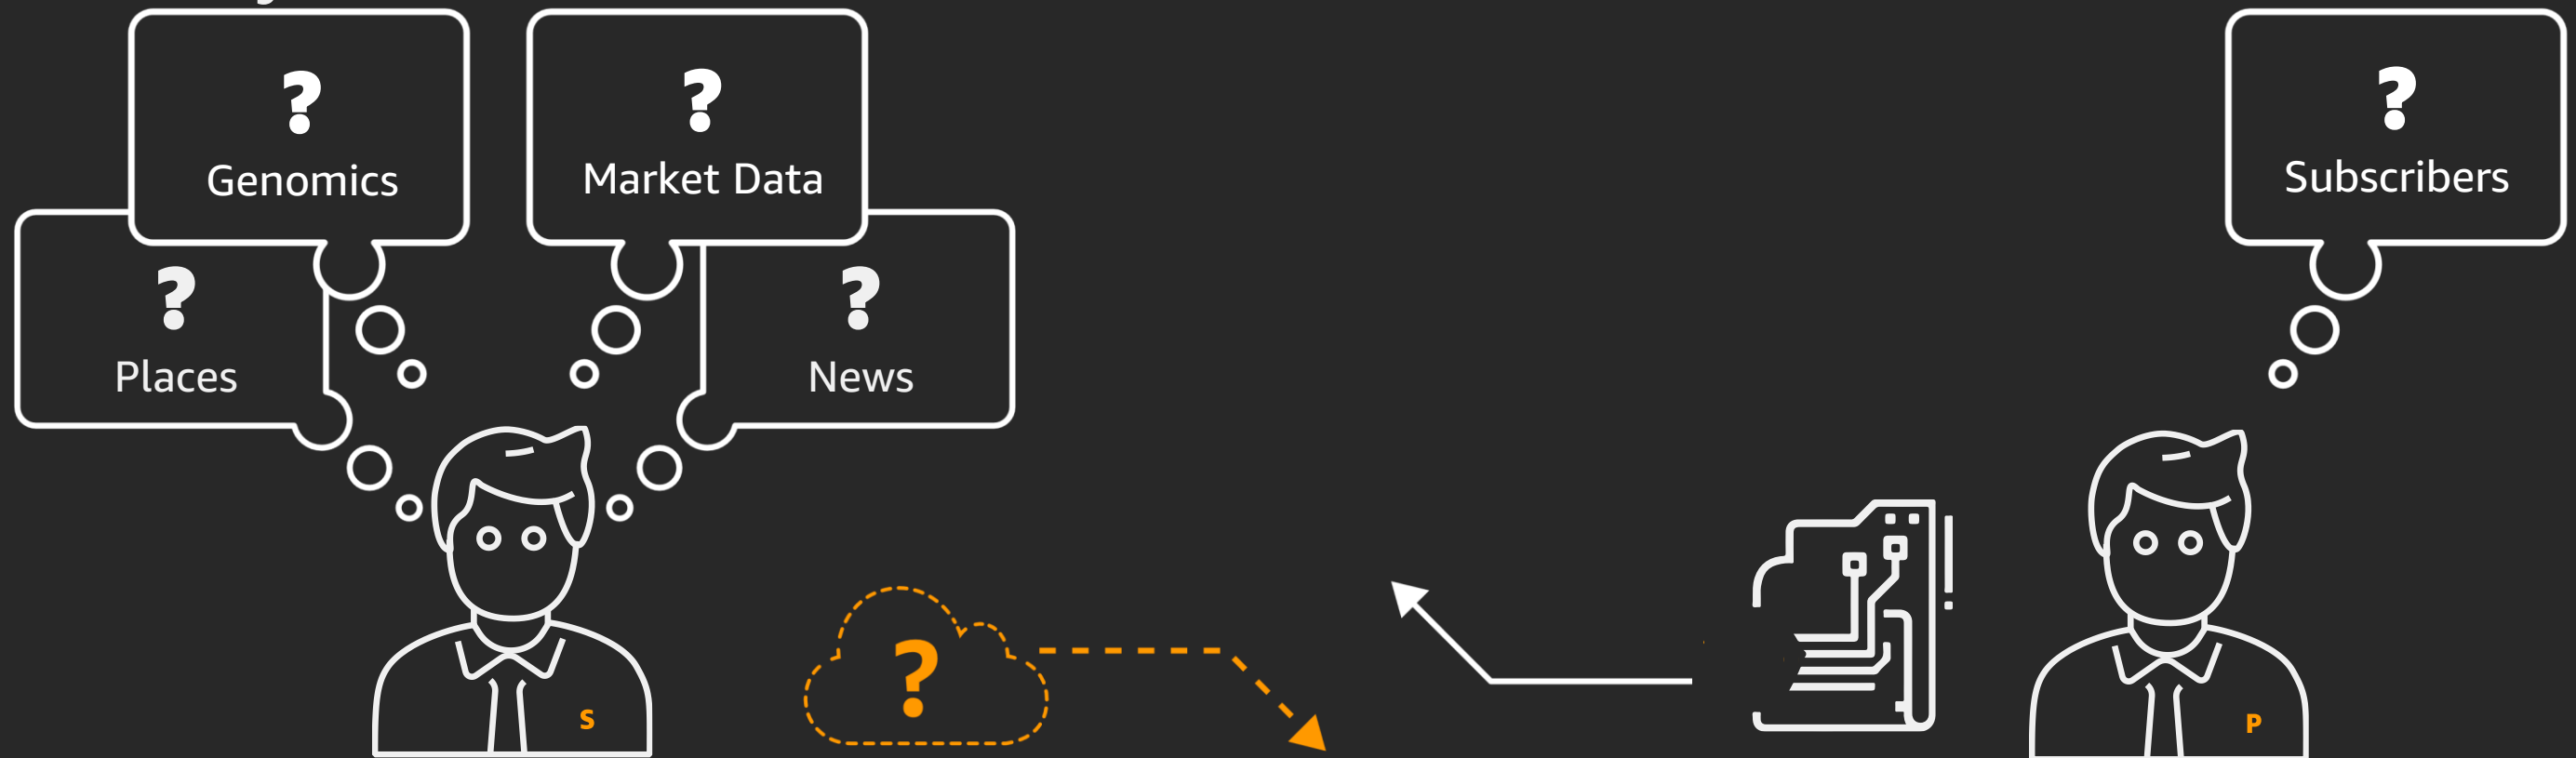 ?
Genomics
?
Market Data
?
Places
?
News
S
?
?
Subscribers
P